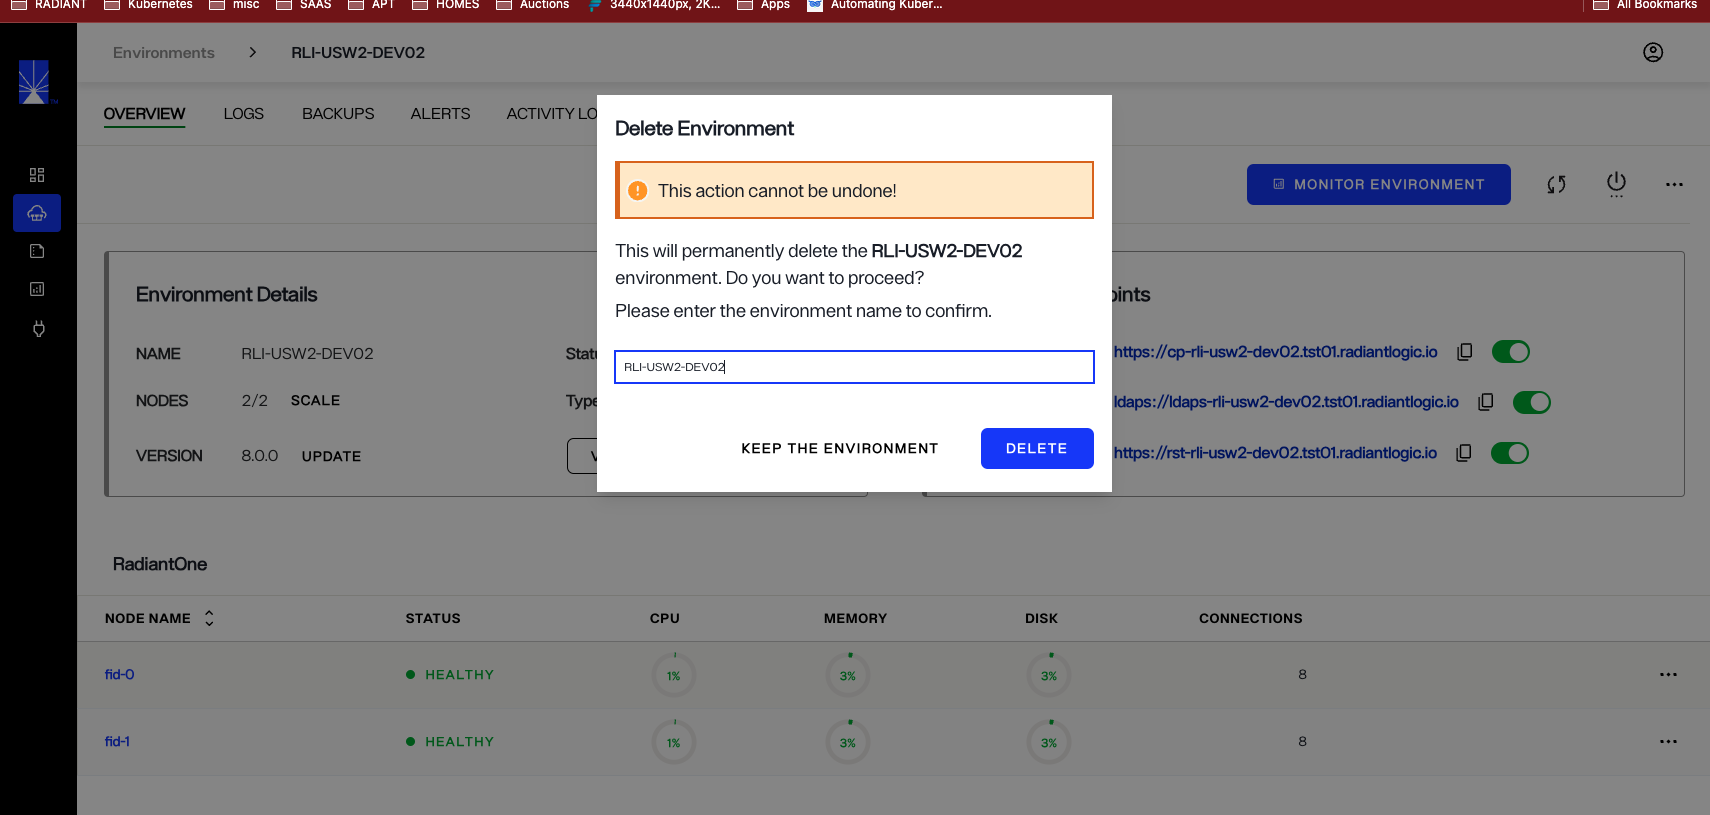 RADIANT Kubernetes misc SAAS APT HOMES Auctions 3440x1440px, 2K... Apps Automating Kuber... All Bookmarks
Environments > RLI-USW2-DEV02
OVERVIEW LOGS BACKUPS ALERTS ACTIVITY LO
MONITOR ENVIRONMENT
Delete Environment
This action cannot be undone!
This will permanently delete the RLI-USW2-DEV02
environment. Do you want to proceed?
Please enter the environment name to confirm.
RLI-USW2-DEV02
KEEP THE ENVIRONMENT DELETE
Environment Details
NAME RLI-USW2-DEV02
NODES 2/2 SCALE Type
VERSION 8.0.0 UPDATE V
https://cp-rli-usw2-dev02.tst01.radiantlogic.io
ldaps://ldaps-rli-usw2-dev02.tst01.radiantlogic.io
https://rst-rli-usw2-dev02.tst01.radiantlogic.io
RadiantOne
NODE NAME STATUS CPU MEMORY DISK CONNECTIONS
fid-0 HEALTHY 1% 3% 3% 8
fid-1 HEALTHY 1% 3% 3% 8